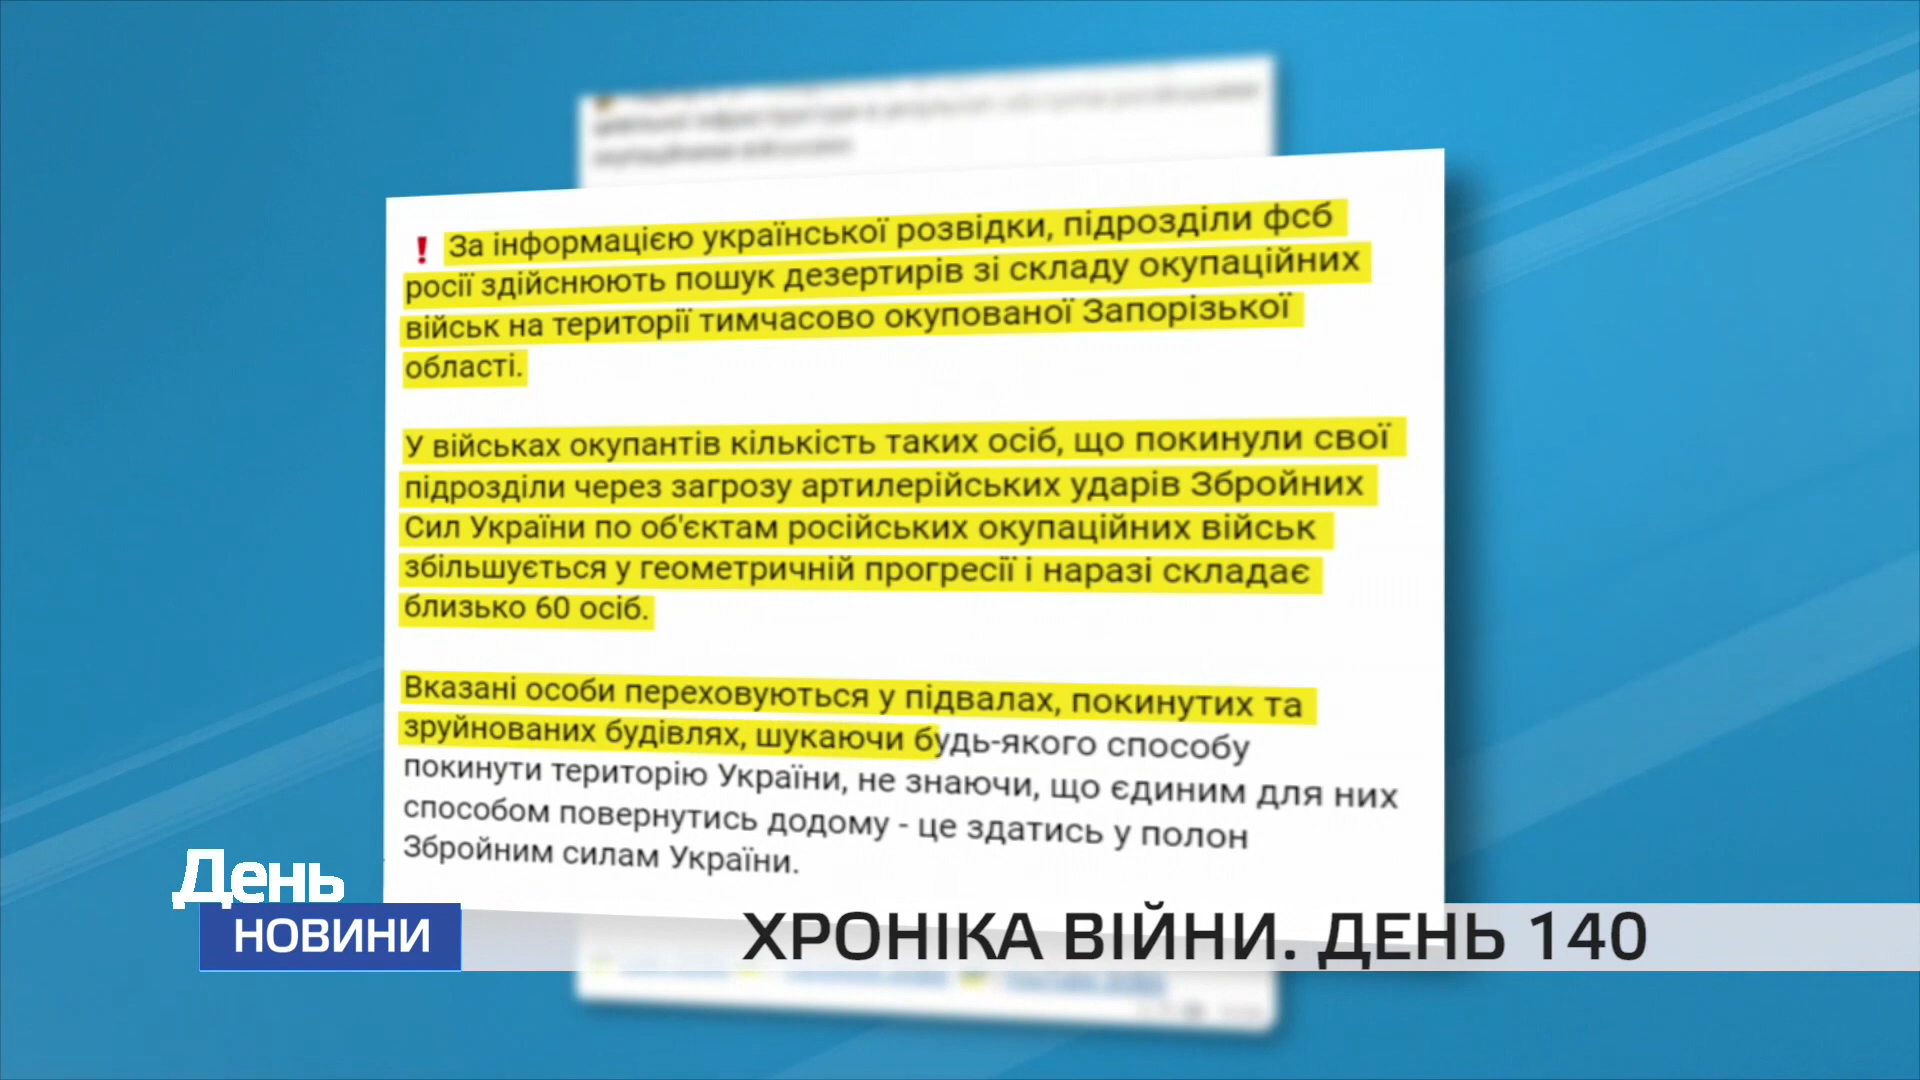 ❗ За інформацією української розвідки, підрозділи фсб
росії здійснюють пошук дезертирів зі складу окупаційних
військ на території тимчасово окупованої Запорізької
області.
У військах окупантів кількість таких осіб, що покинули свої
підрозділи через загрозу артилерійських ударів Збройних
Сил України по об'єктам російських окупаційних військ
збільшується у геометричній прогресії і наразі складає
близько 60 осіб.
Вказані особи переховуються у підвалах, покинутих та
зруйнованих будівлях, шукаючи будь-якого способу
покинути територію України, не знаючи, що єдиним для них
способом повернутись додому - це здатись у полон
Збройним силам України.
День
НОВИНИ
ХРОНІКА ВІЙНИ. ДЕНЬ 140